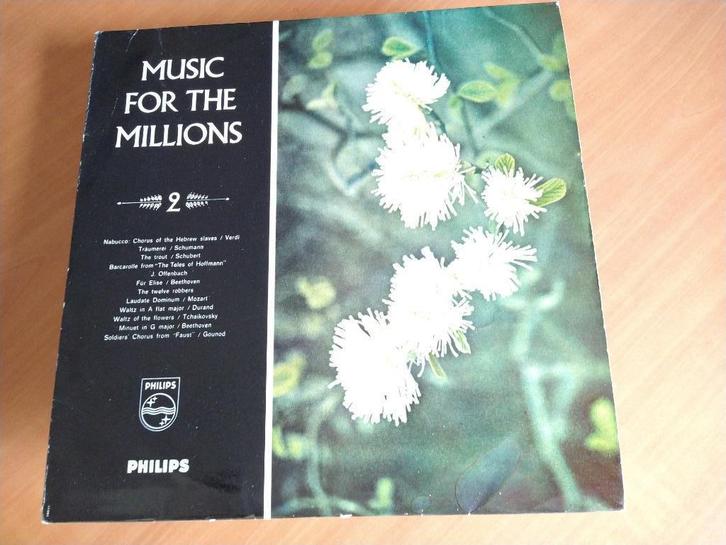 MUSIC
FOR THE
MILLIONS
2
Nabucco: Chorus of the Hebrew slaves / Verdi
Träumerei / Schumann
The trout / Schubert
Barcarolle from "The Tales of Hoffmann"
J. Offenbach
Für Elise / Beethoven
The twelve robbers
Laudate Dominum / Mozart
Waltz in A flat major / Durand
Waltz of the flowers / Tchaikovsky
Minuet in G major / Beethoven
Soldiers' Chorus from "Faust" / Gounod
PHILIPS
PHILIPS